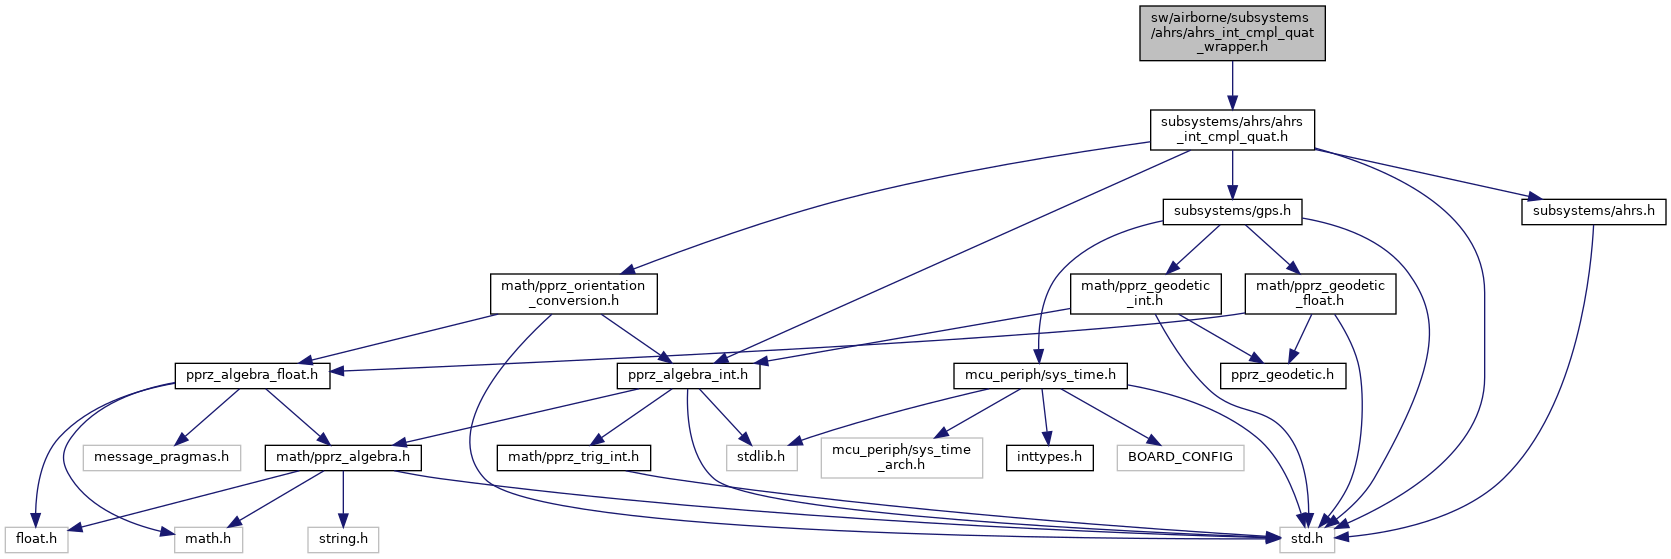 sw/airborne/subsystems
/ahrs/ahrs_int_cmpl_quat
_wrapper.h
subsystems/ahrs/ahrs
_int_cmpl_quat.h
subsystems/gps.h
subsystems/ahrs.h
math/pprz_orientation
_conversion.h
math/pprz_geodetic
_int.h
math/pprz_geodetic
_float.h
pprz_algebra_float.h
pprz_algebra_int.h
mcu_periph/sys_time.h
pprz_geodetic.h
message_pragmas.h
math/pprz_algebra.h
math/pprz_trig_int.h
stdlib.h
mcu_periph/sys_time
_arch.h
inttypes.h
BOARD_CONFIG
float.h
math.h
string.h
std.h